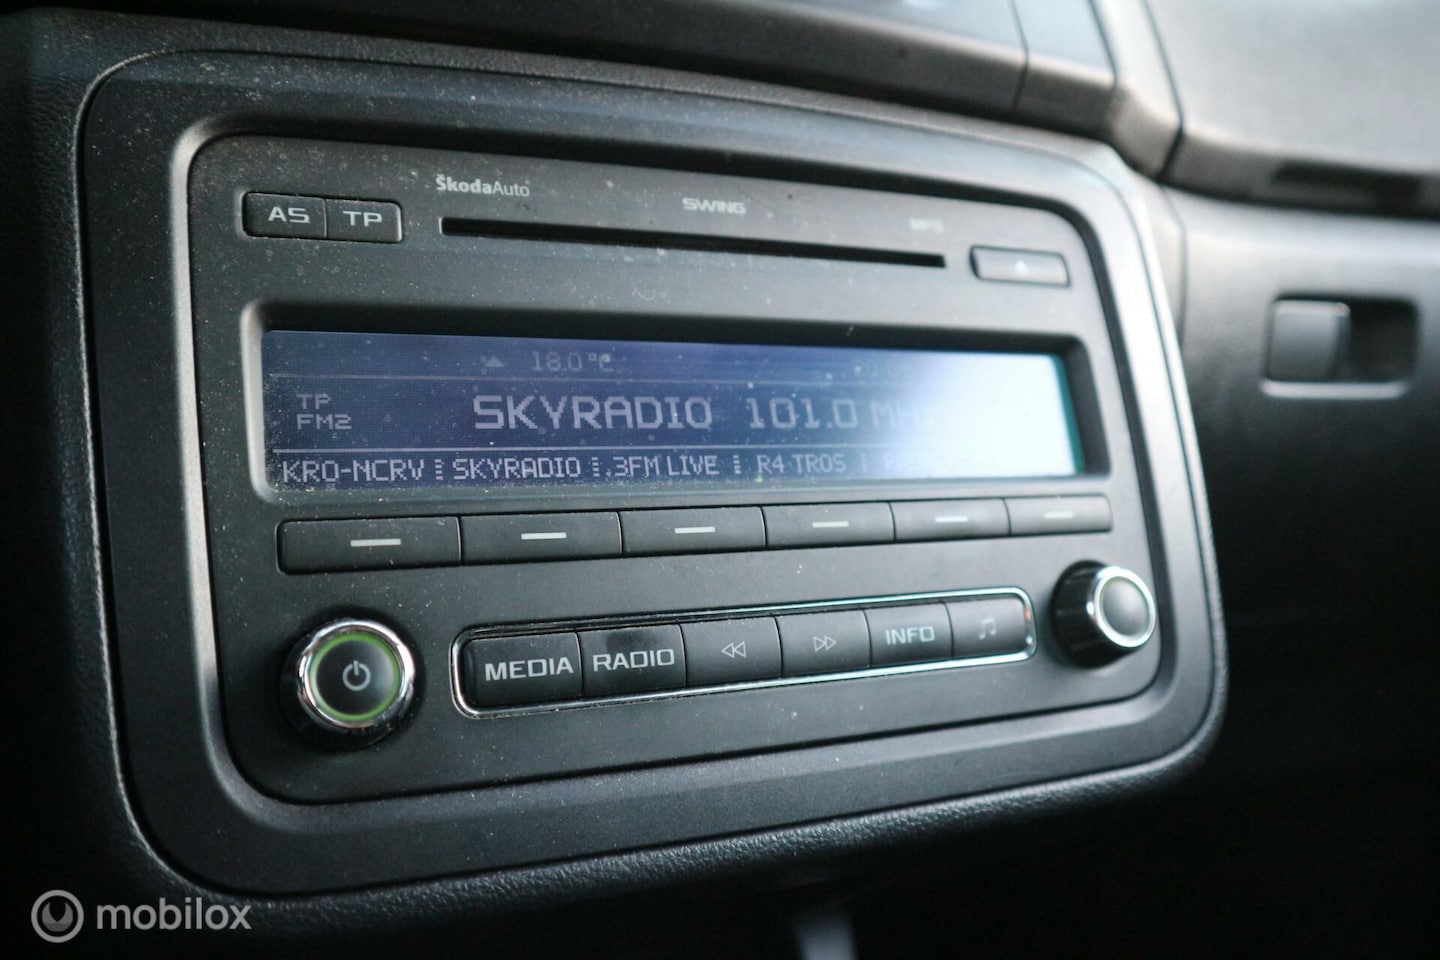 ŠkodaAuto
SWING
MP3
AS TP
18.0 °C
TP
FM2
SKYRADIO 101.0 MHz
KRO-NCRV SKYRADIO .3FM LIVE R4 TROS
MEDIA RADIO INFO
mobilox